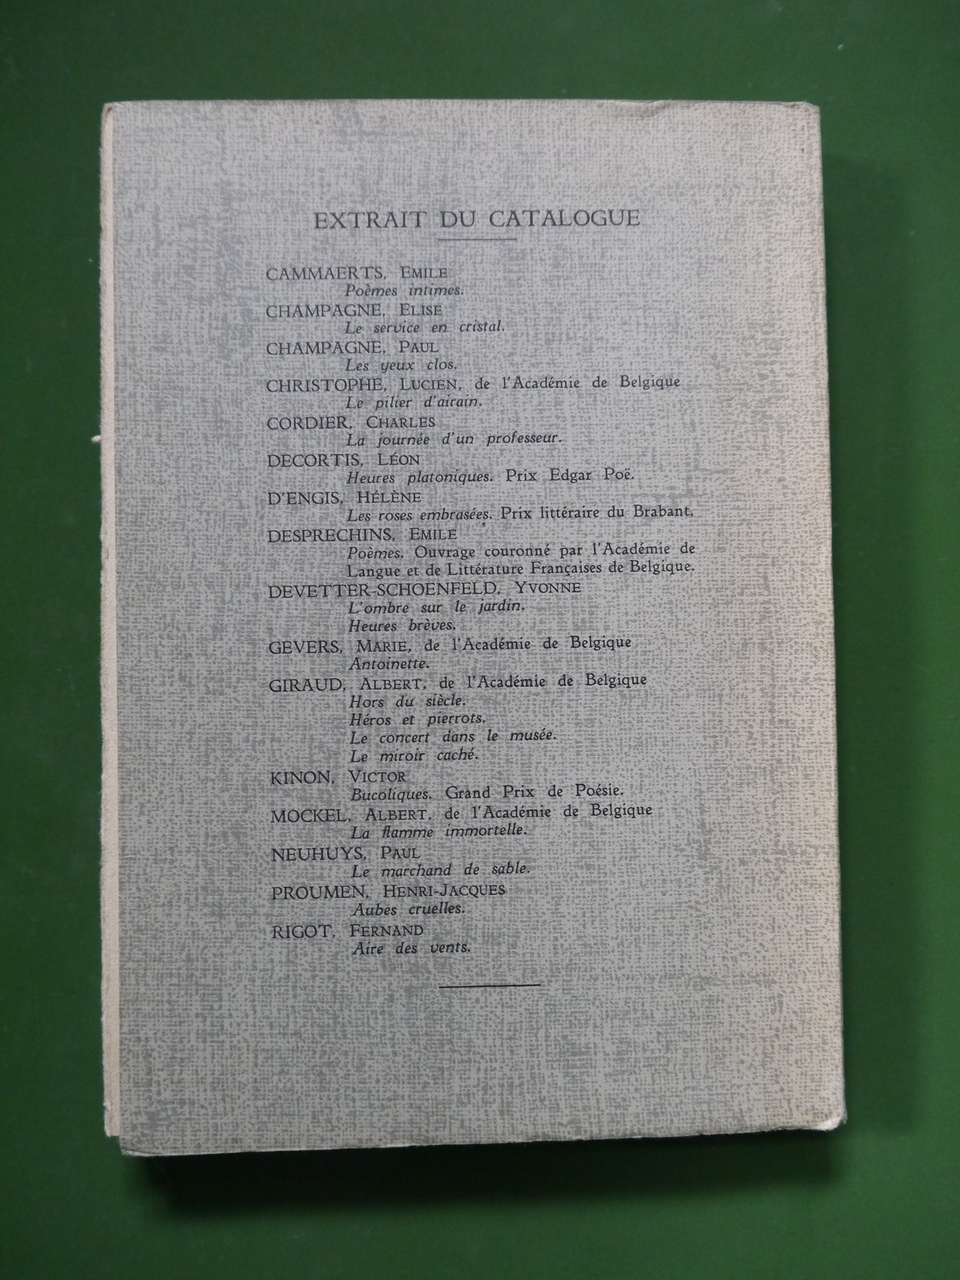 EXTRAIT DU CATALOGUE
CAMMAERTS, EMILE
Poèmes intimes.
CHAMPAGNE, ELISE
Le service en cristal.
CHAMPAGNE, PAUL
Les yeux clos.
CHRISTOPHE, LUCIEN, de l'Académie de Belgique
Le pilier d'airain.
CORDIER, CHARLES
La journée d'un professeur.
DECORTIS, LÉON
Heures platoniques. Prix Edgar Poë.
D'ENGIS, HÉLÈNE
Les roses embrasées. Prix littéraire du Brabant.
DESPRECHINS, EMILE
Poèmes. Ouvrage couronné par l'Académie de
Langue et de Littérature Françaises de Belgique.
DEVETTER-SCHOENFELD, YVONNE
L'ombre sur le jardin.
Heures brèves.
GEVERS, MARIE, de l'Académie de Belgique
Antoinette.
GIRAUD, ALBERT, de l'Académie de Belgique
Hors du siècle.
Héros et pierrots.
Le concert dans le musée.
Le miroir caché.
KINON, VICTOR
Bucoliques. Grand Prix de Poésie.
MOCKEL, ALBERT, de l'Académie de Belgique
La flamme immortelle.
NEUHUYS, PAUL
Le marchand de sable.
PROUMEN, HENRI-JACQUES
Aubes cruelles.
RIGOT, FERNAND
Aire des vents.